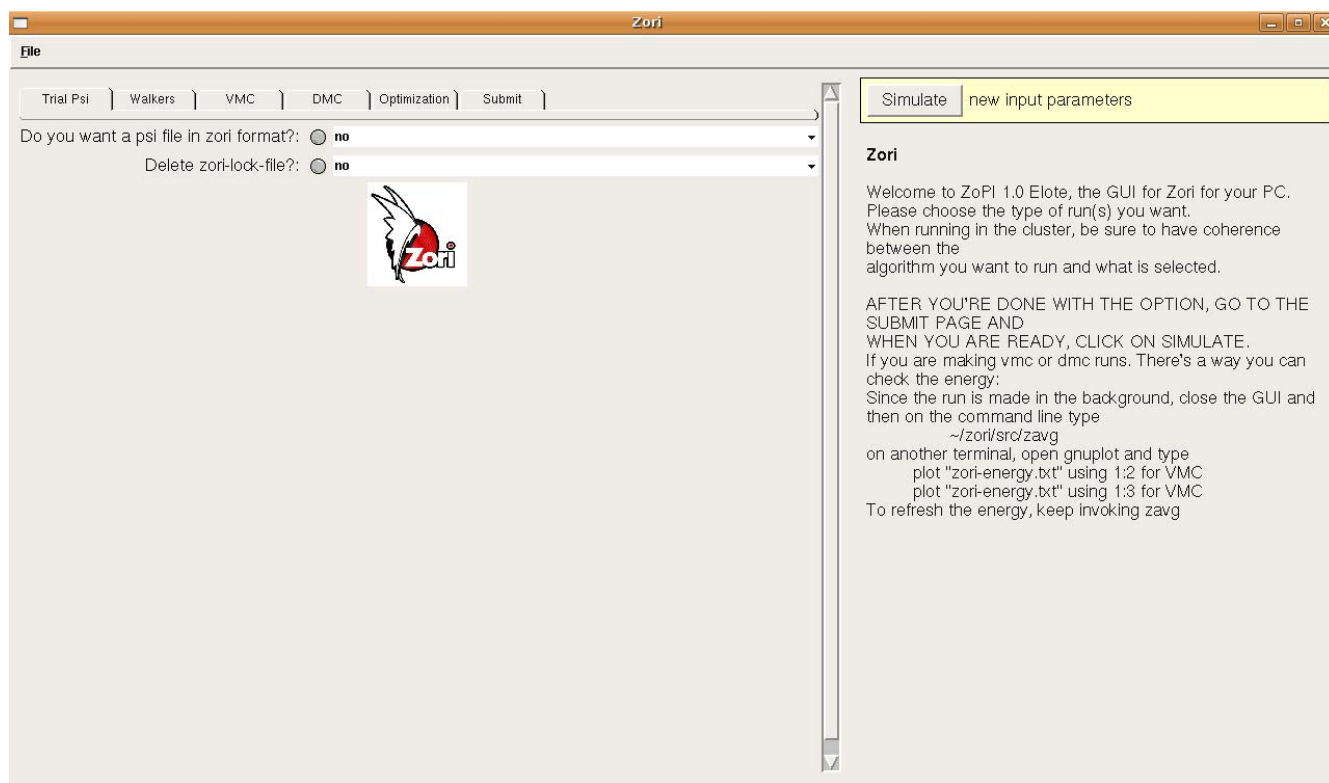 Zori
File
Trial Psi Walkers VMC DMC Optimization Submit
Do you want a psi file in zori format?: no
Delete zori-lock-file?: no
Zori
Simulate new input parameters
Zori
Welcome to ZoPI 1.0 Elote, the GUI for Zori for your PC.
Please choose the type of run(s) you want.
When running in the cluster, be sure to have coherence
between the
algorithm you want to run and what is selected.
AFTER YOU'RE DONE WITH THE OPTION, GO TO THE
SUBMIT PAGE AND
WHEN YOU ARE READY, CLICK ON SIMULATE.
If you are making vmc or dmc runs. There's a way you can
check the energy:
Since the run is made in the background, close the GUI and
then on the command line type
~/zori/src/zavg
on another terminal, open gnuplot and type
plot "zori-energy.txt" using 1:2 for VMC
plot "zori-energy.txt" using 1:3 for VMC
To refresh the energy, keep invoking zavg